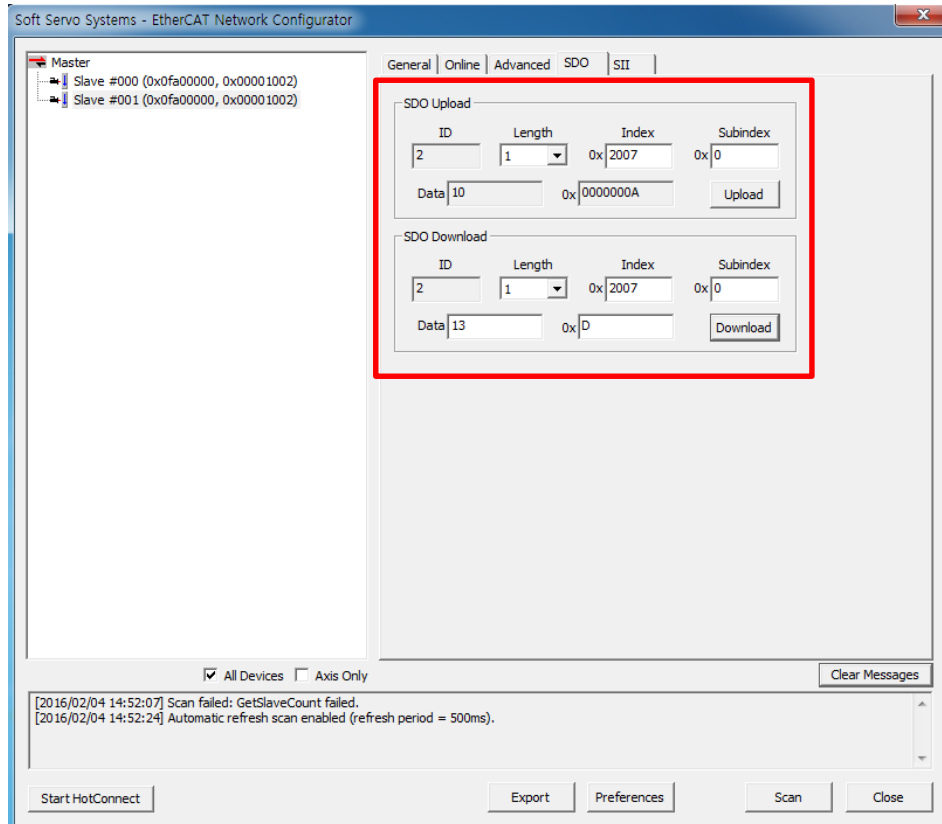 Soft Servo Systems - EtherCAT Network Configurator
Master
Slave #000 (0x0fa00000, 0x00001002)
Slave #001 (0x0fa00000, 0x00001002)
General Online Advanced SDO SII
SDO Upload
ID Length Index Subindex
2 1 0x 2007 0x 0
Data 10 0x 0000000A Upload
SDO Download
ID Length Index Subindex
2 1 0x 2007 0x 0
Data 13 0x D Download
All Devices Axis Only Clear Messages
[2016/02/04 14:52:07] Scan failed: GetSlaveCount failed.
[2016/02/04 14:52:24] Automatic refresh scan enabled (refresh period = 500ms).
Start HotConnect Export Preferences Scan Close